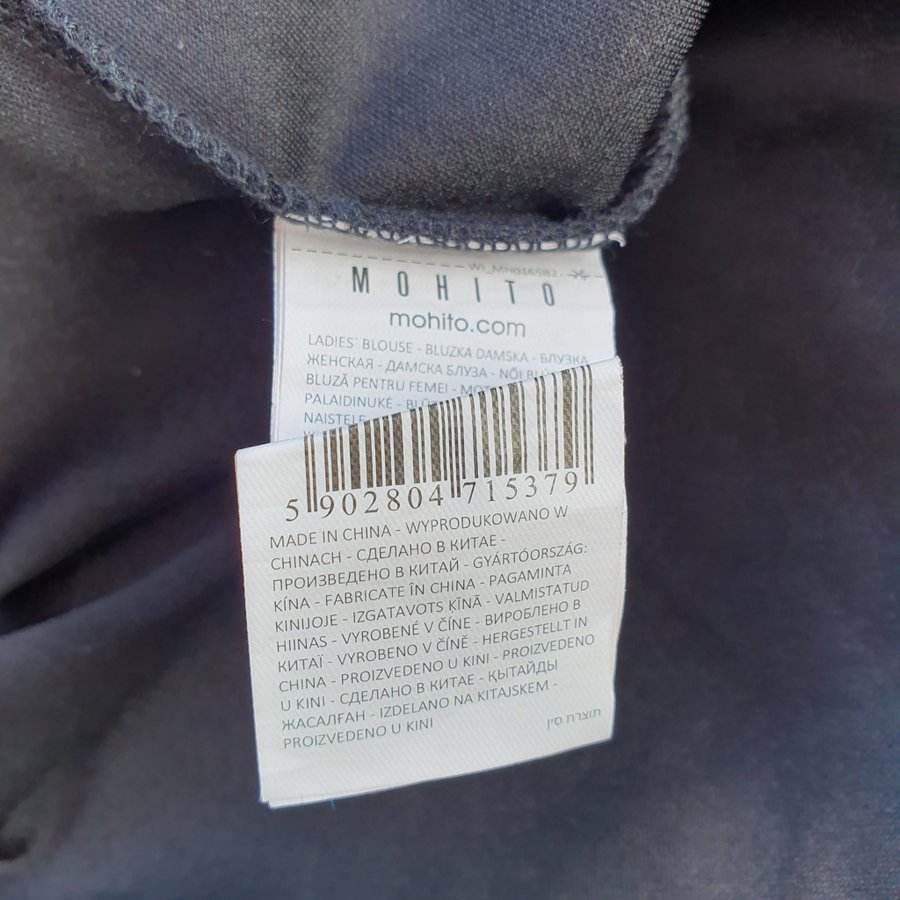 WI_MH016582
MOHITO
mohito.com
LADIES` BLOUSE - BLUZKA DAMSKA - БЛУЗКА
ЖЕНСКАЯ - ДАМСКА БЛУЗА - NŐI
BLUZĂ PENTRU FEMEI -
PALAIDINUKĖ -
NAISTELE
5 902804 715379
MADE IN CHINA - WYPRODUKOWANO W
CHINACH - СДЕЛАНО В КИТАЕ -
ПРОИЗВЕДЕНО В КИТАЙ - GYÁRTÓORSZÁG:
KÍNA - FABRICATE ÎN CHINA - PAGAMINTA
KINIJOJE - IZGATAVOTS ĶĪNĀ - VALMISTATUD
HIINAS - VYROBENÉ V ČÍNE - ВИРОБЛЕНО В
КИТАЇ - VYROBENO V ČÍNĚ - HERGESTELLT IN
CHINA - PROIZVEDENO U KINI - PROIZVEDENO
U KINI - СДЕЛАНО В КИТАЕ - ҚЫТАЙДЫ
ЖАСАЛҒАН - IZDELANO NA KITAJSKEM -
PROIZVEDENO U KINI
תוצרת סין